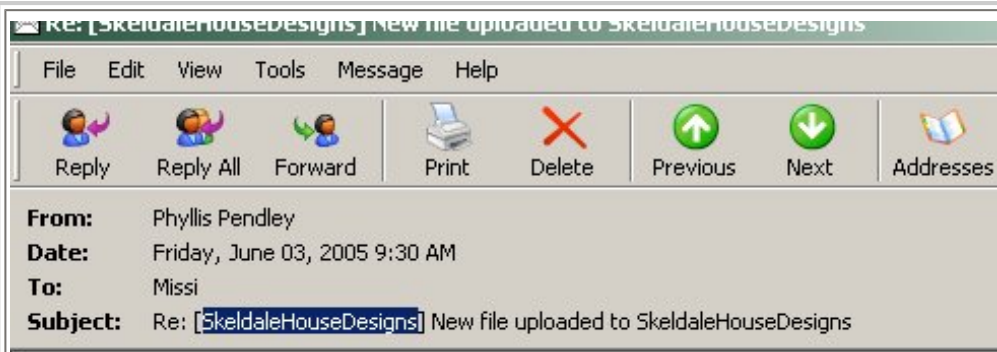 Re: [SkeldaleHouseDesigns] New file uploaded to SkeldaleHouseDesigns
File Edit View Tools Message Help
Reply Reply All Forward Print Delete Previous Next Addresses
From: Phyllis Pendley
Date: Friday, June 03, 2005 9:30 AM
To: Missi
Subject: Re: [SkeldaleHouseDesigns] New file uploaded to SkeldaleHouseDesigns